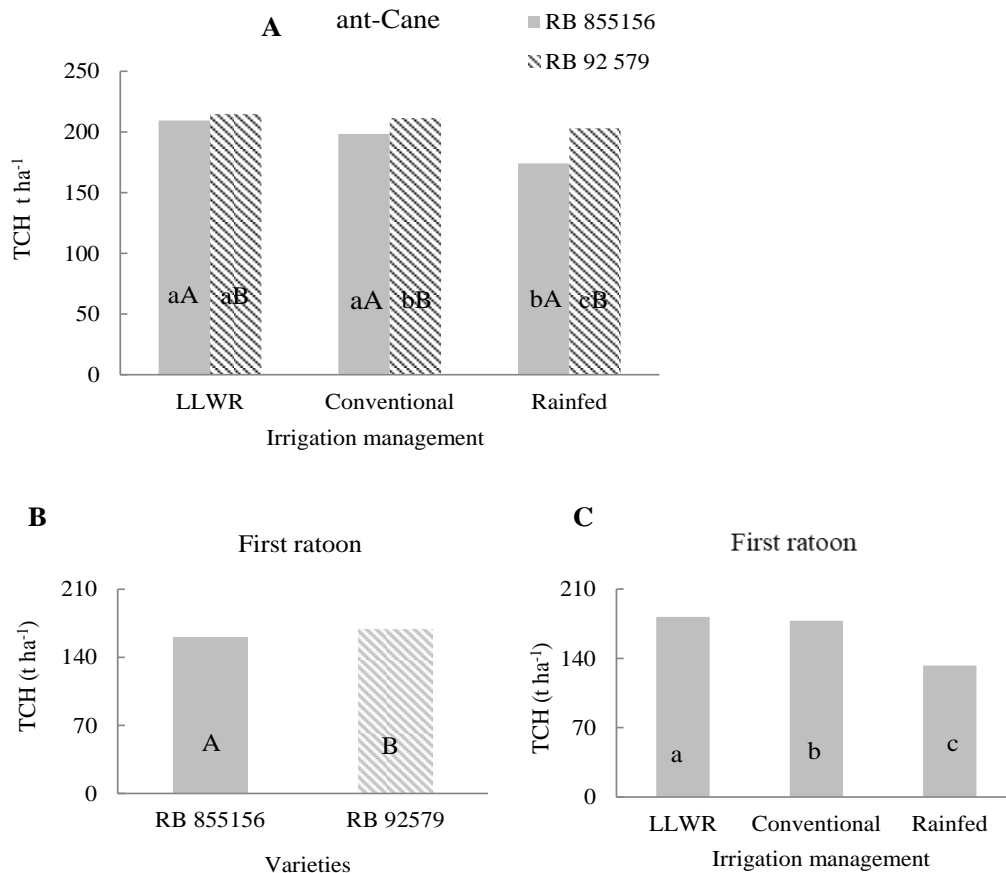 A
ant-Cane
RB 855156
RB 92 579
250
200
150
100
50
0
TCH t ha-1
aA
aB
aA
bB
bA
cB
LLWR Conventional Rainfed
Irrigation management
B
First ratoon
210
140
70
0
TCH (t ha-1)
A
B
RB 855156 RB 92579
Varieties
C
First ratoon
210
140
70
0
TCH (t ha-1)
a
b
c
LLWR Conventional Rainfed
Irrigation management